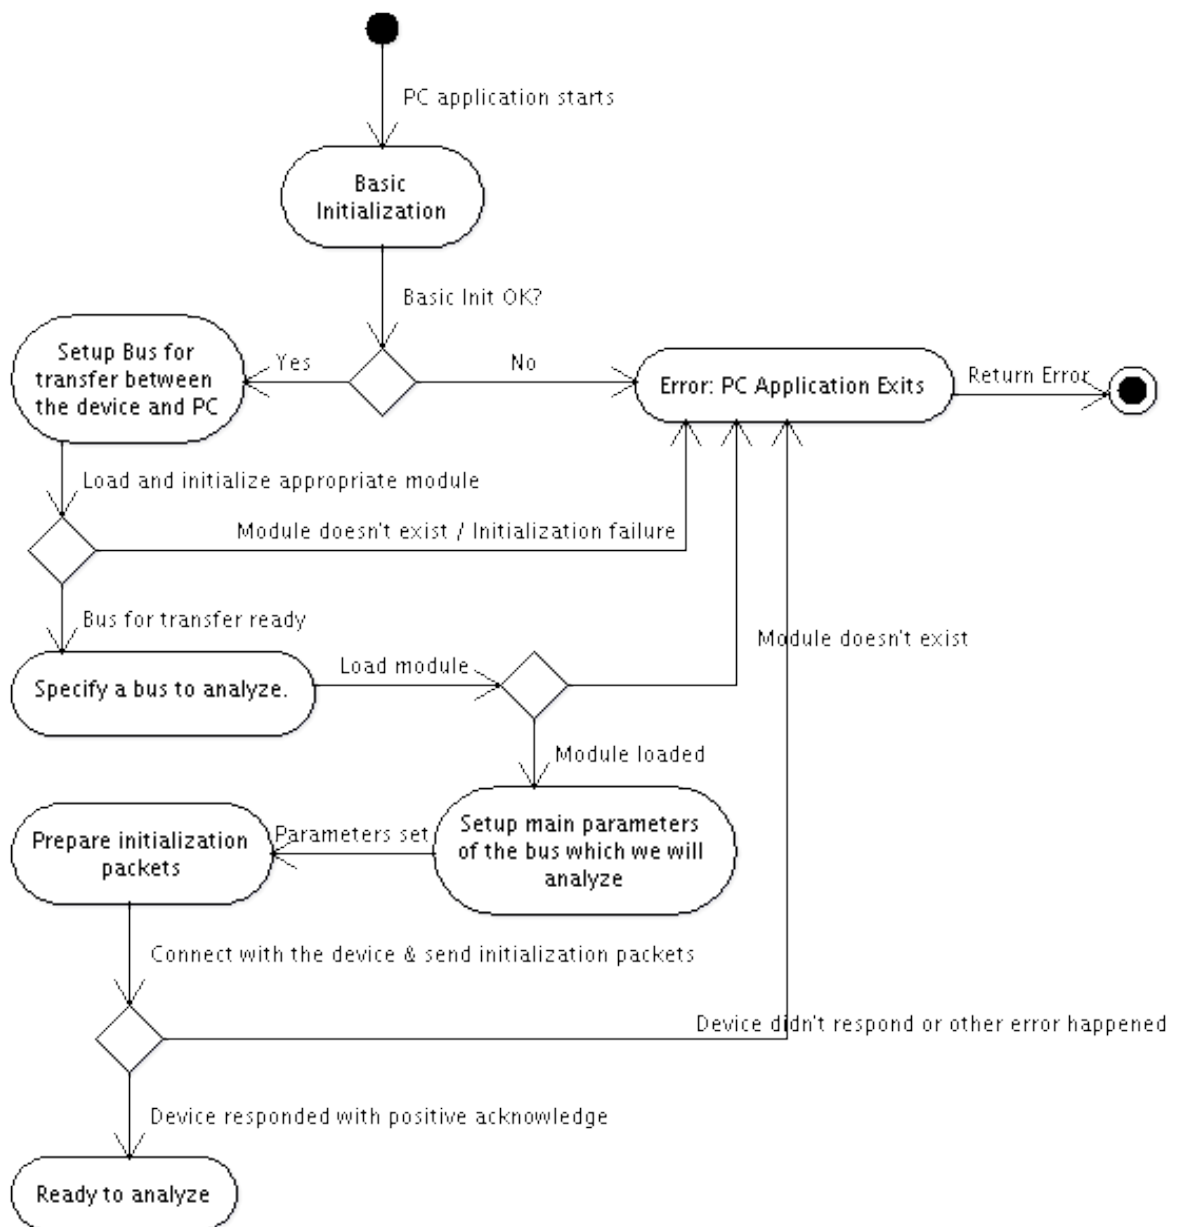 PC application starts
Basic
Initialization
Basic Init OK?
Setup Bus for
transfer between
the device and PC
Yes
No
Error: PC Application Exits
Return Error
Load and initialize appropriate module
Module doesn't exist / Initialization failure
Bus for transfer ready
Specify a bus to analyze.
Load module
Module doesn't exist
Module loaded
Setup main parameters
of the bus which we will
analyze
Parameters set
Prepare initialization
packets
Connect with the device & send initialization packets
Device didn't respond or other error happened
Device responded with positive acknowledge
Ready to analyze